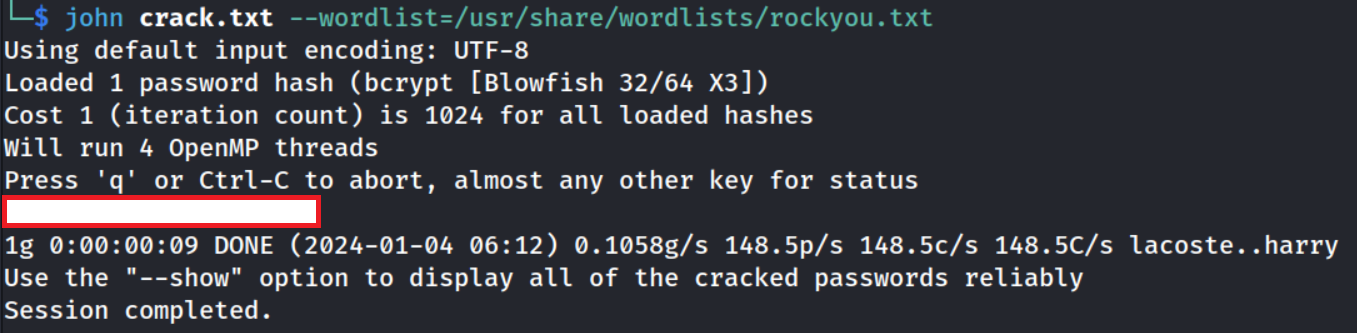 └─$ john crack.txt --wordlist=/usr/share/wordlists/rockyou.txt
Using default input encoding: UTF-8
Loaded 1 password hash (bcrypt [Blowfish 32/64 X3])
Cost 1 (iteration count) is 1024 for all loaded hashes
Will run 4 OpenMP threads
Press 'q' or Ctrl-C to abort, almost any other key for status
1g 0:00:00:09 DONE (2024-01-04 06:12) 0.1058g/s 148.5p/s 148.5c/s 148.5C/s lacoste..harry
Use the "--show" option to display all of the cracked passwords reliably
Session completed.